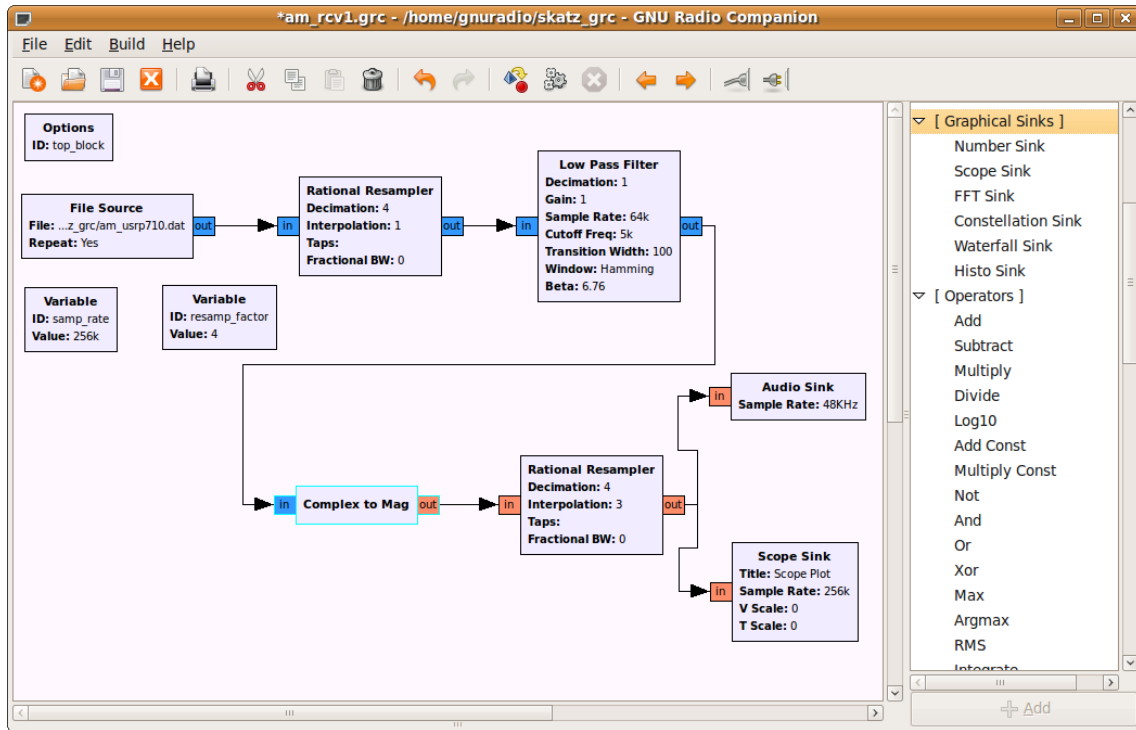 *am_rcv1.grc - /home/gnuradio/skatz_grc - GNU Radio Companion
File Edit Build Help
Options
ID: top_block
File Source
File: ...z_grc/am_usrp710.dat
Repeat: Yes
out
in
Rational Resampler
Decimation: 4
Interpolation: 1
Taps:
Fractional BW: 0
out
in
Low Pass Filter
Decimation: 1
Gain: 1
Sample Rate: 64k
Cutoff Freq: 5k
Transition Width: 100
Window: Hamming
Beta: 6.76
out
Variable
ID: samp_rate
Value: 256k
Variable
ID: resamp_factor
Value: 4
in
Complex to Mag
out
in
Rational Resampler
Decimation: 4
Interpolation: 3
Taps:
Fractional BW: 0
out
in
Audio Sink
Sample Rate: 48KHz
in
Scope Sink
Title: Scope Plot
Sample Rate: 256k
V Scale: 0
T Scale: 0
[ Graphical Sinks ]
Number Sink
Scope Sink
FFT Sink
Constellation Sink
Waterfall Sink
Histo Sink
[ Operators ]
Add
Subtract
Multiply
Divide
Log10
Add Const
Multiply Const
Not
And
Or
Xor
Max
Argmax
RMS
Integrate
Add